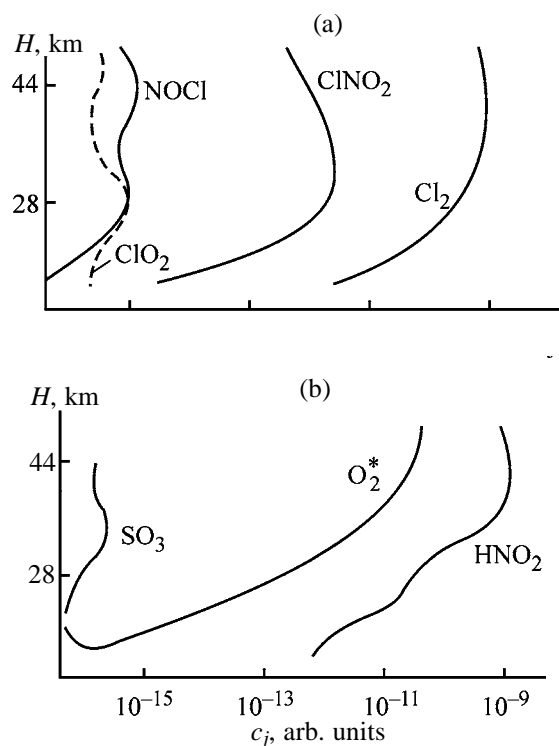 (a)
H, km
44
NOCl
ClNO₂
28
Cl₂
ClO₂
(b)
H, km
44
O₂*
SO₃
HNO₂
28
10⁻¹⁵ 10⁻¹³ 10⁻¹¹ 10⁻⁹
cⱼ, arb. units